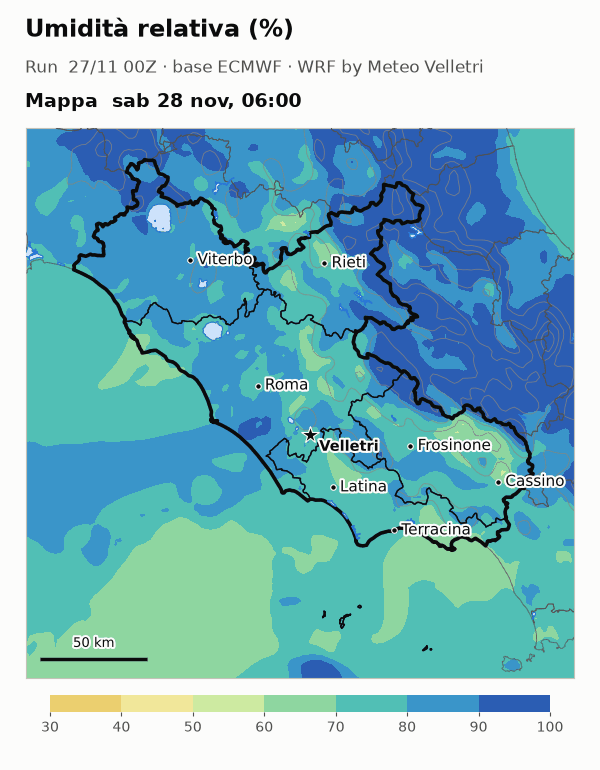 Umidità relativa (%)
Run 27/11 00Z · base ECMWF · WRF by Meteo Velletri
Mappa sab 28 nov, 06:00
Viterbo
Rieti
Roma
Velletri
Frosinone
Latina
Cassino
Terracina
50 km
30 40 50 60 70 80 90 100